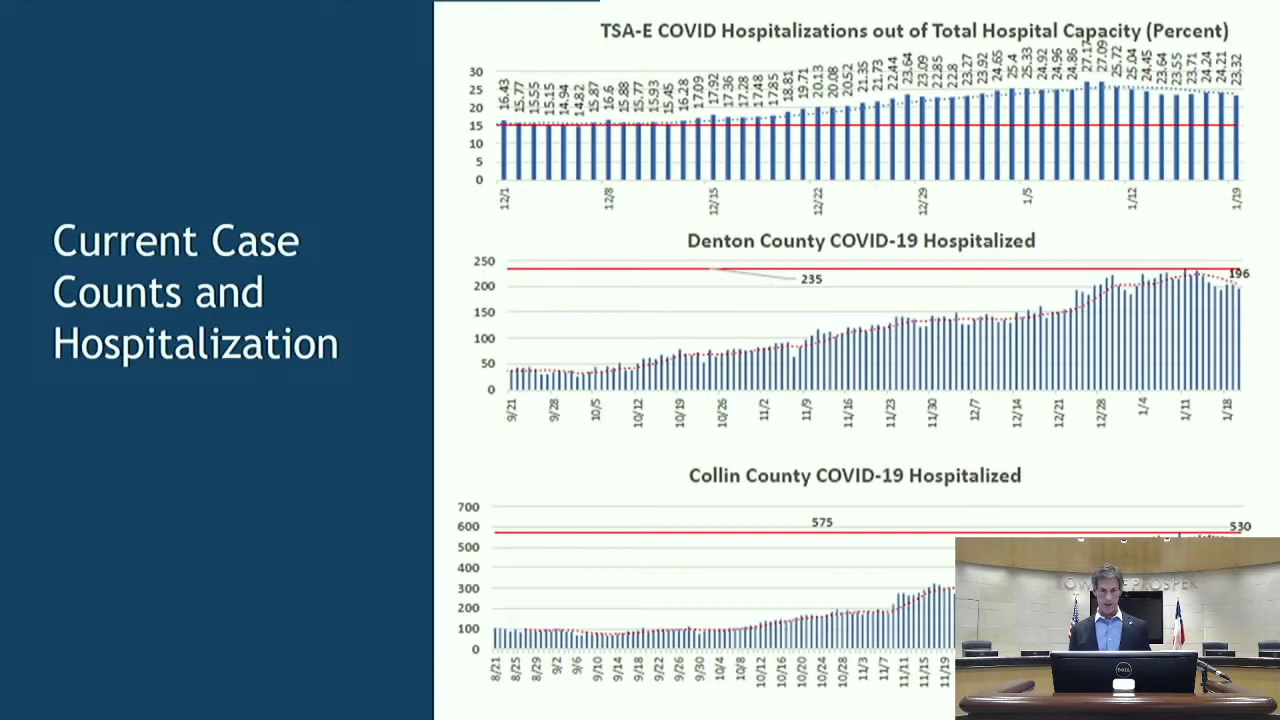 Current Case
Counts and
Hospitalization
TSA-E COVID Hospitalizations out of Total Hospital Capacity (Percent)
16.43 15.77 15.55 15.15 14.94 14.82 15.87 16.6 15.88 15.77 15.93 15.45 16.28 17.09 17.92 17.36 17.28 17.48 17.85 18.81 19.71 20.13 20.08 20.52 21.35 21.73 22.44 23.64 23.09 22.85 22.8 23.27 23.92 24.65 25.4 25.33 24.92 24.96 24.86 27.17 27.09 25.72 25.04 24.45 23.64 23.55 23.71 24.24 24.21 23.32
30
25
20
15
10
5
0
12/1 12/8 12/15 12/22 12/29 1/5 1/12 1/19
Denton County COVID-19 Hospitalized
250
235
196
200
150
100
50
0
9/21 9/28 10/5 10/12 10/19 10/26 11/2 11/9 11/16 11/23 11/30 12/7 12/14 12/21 12/28 1/4 1/11 1/18
Collin County COVID-19 Hospitalized
700
600
575
530
500
400
300
200
100
0
8/21 8/25 8/29 9/2 9/6 9/10 9/14 9/18 9/22 9/26 9/30 10/4 10/8 10/12 10/16 10/20 10/24 10/28 11/3 11/7 11/11 11/15 11/19
TOWN OF PROSPER
DELL